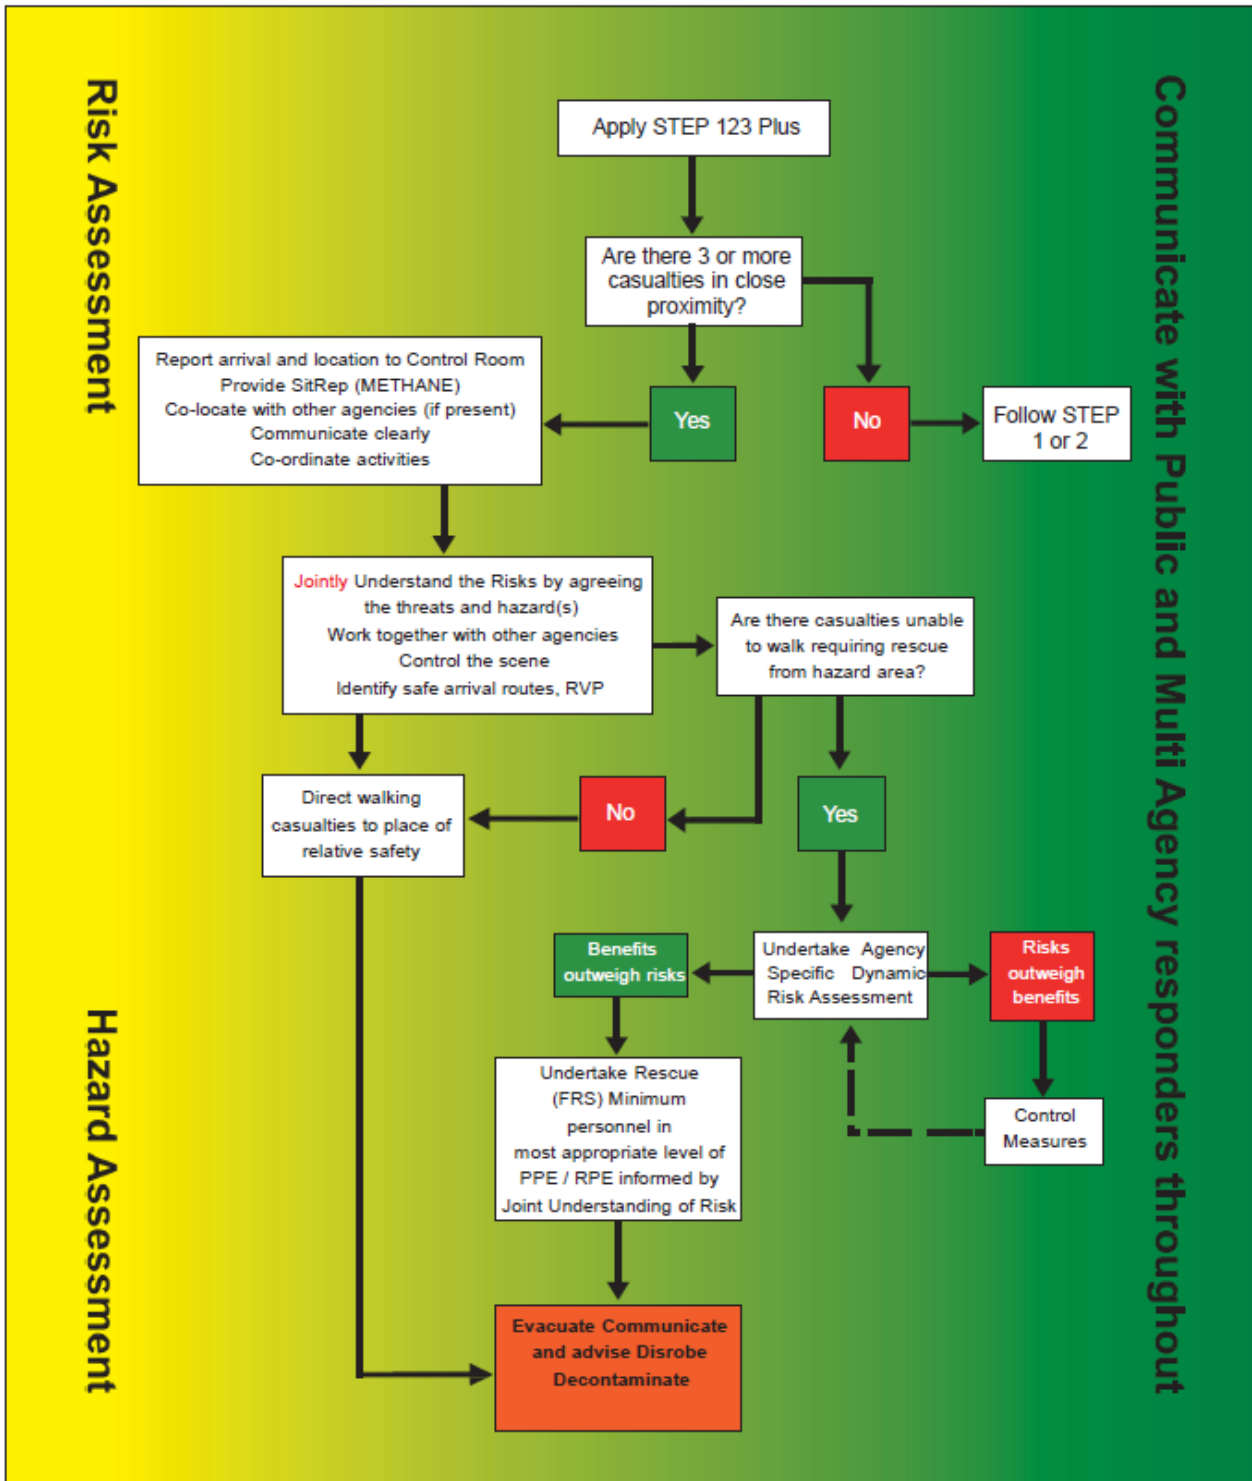 Communicate with Public and Multi Agency responders throughout
Risk Assessment
Hazard Assessment
Apply STEP 123 Plus
Are there 3 or more
casualties in close
proximity?
Report arrival and location to Control Room
Provide SitRep (METHANE)
Co-locate with other agencies (if present)
Communicate clearly
Co-ordinate activities
Yes
No
Follow STEP
1 or 2
Jointly Understand the Risks by agreeing
the threats and hazard(s)
Work together with other agencies
Control the scene
Identify safe arrival routes, RVP
Are there casualties unable
to walk requiring rescue
from hazard area?
Direct walking
casualties to place of
relative safety
No
Yes
Benefits
outweigh risks
Undertake Agency
Specific Dynamic
Risk Assessment
Risks
outweigh
benefits
Undertake Rescue
(FRS) Minimum
personnel in
most appropriate level of
PPE / RPE informed by
Joint Understanding of Risk
Control
Measures
Evacuate Communicate
and advise Disrobe
Decontaminate